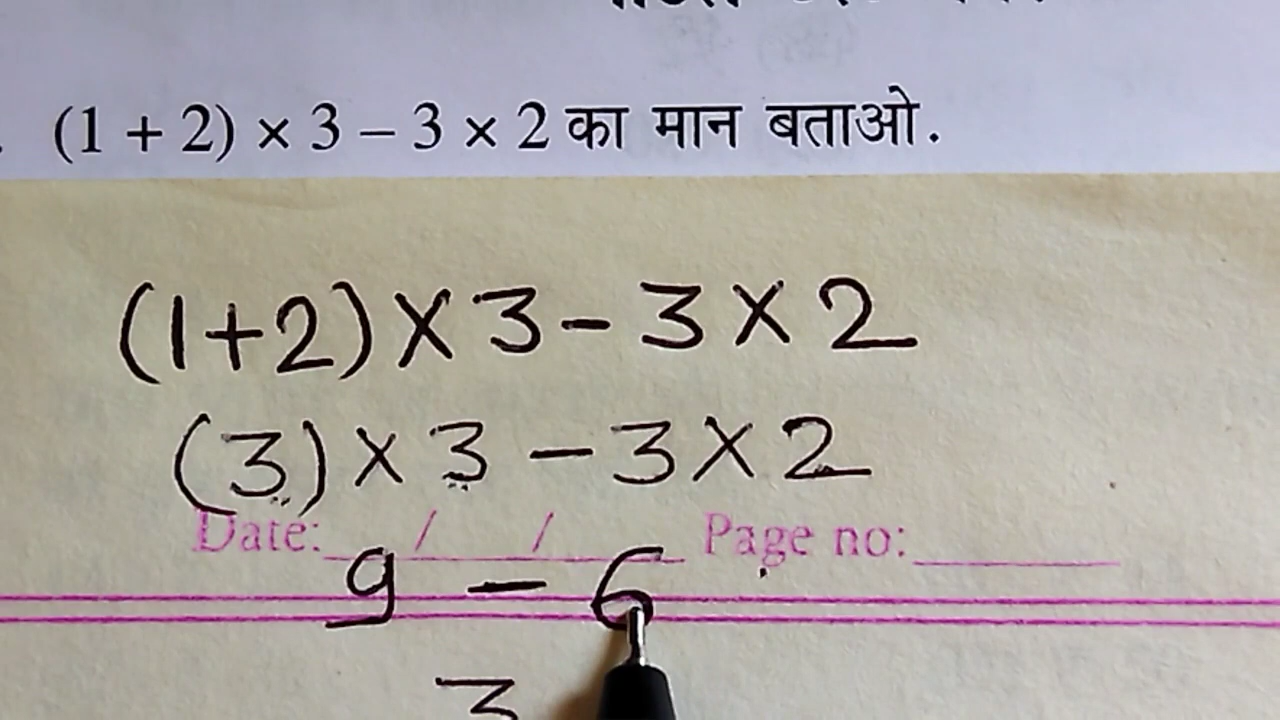 (1 + 2) × 3 – 3 × 2 का मान बताओ.
(1+2) × 3 - 3 × 2
(3) × 3 - 3 × 2
Date: / / Page no:
9 - 6
3